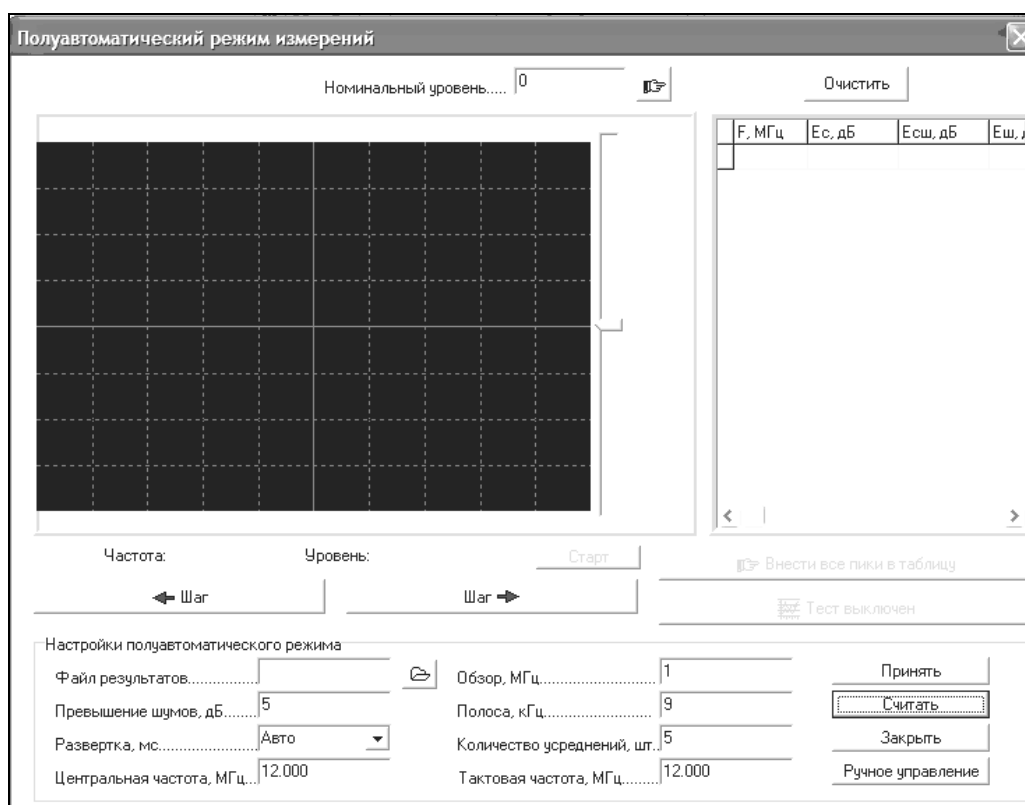 Полуавтоматический режим измерений
Номинальный уровень..... 0
Очистить
F, МГц Ес, дБ Есш, дБ Еш, д
Частота: Уровень: Старт
Внести все пики в таблицу
Шаг Шаг
Тест выключен
Настройки полуавтоматического режима
Файл результатов............... Обзор, МГц......................... 1 Принять
Превышение шумов, дБ....... 5 Полоса, кГц........................ 9 Считать
Развертка, мс..................... Авто Количество усреднений, шт.. 5 Закрыть
Центральная частота, МГц... 12.000 Тактовая частота, МГц........ 12.000 Ручное управление